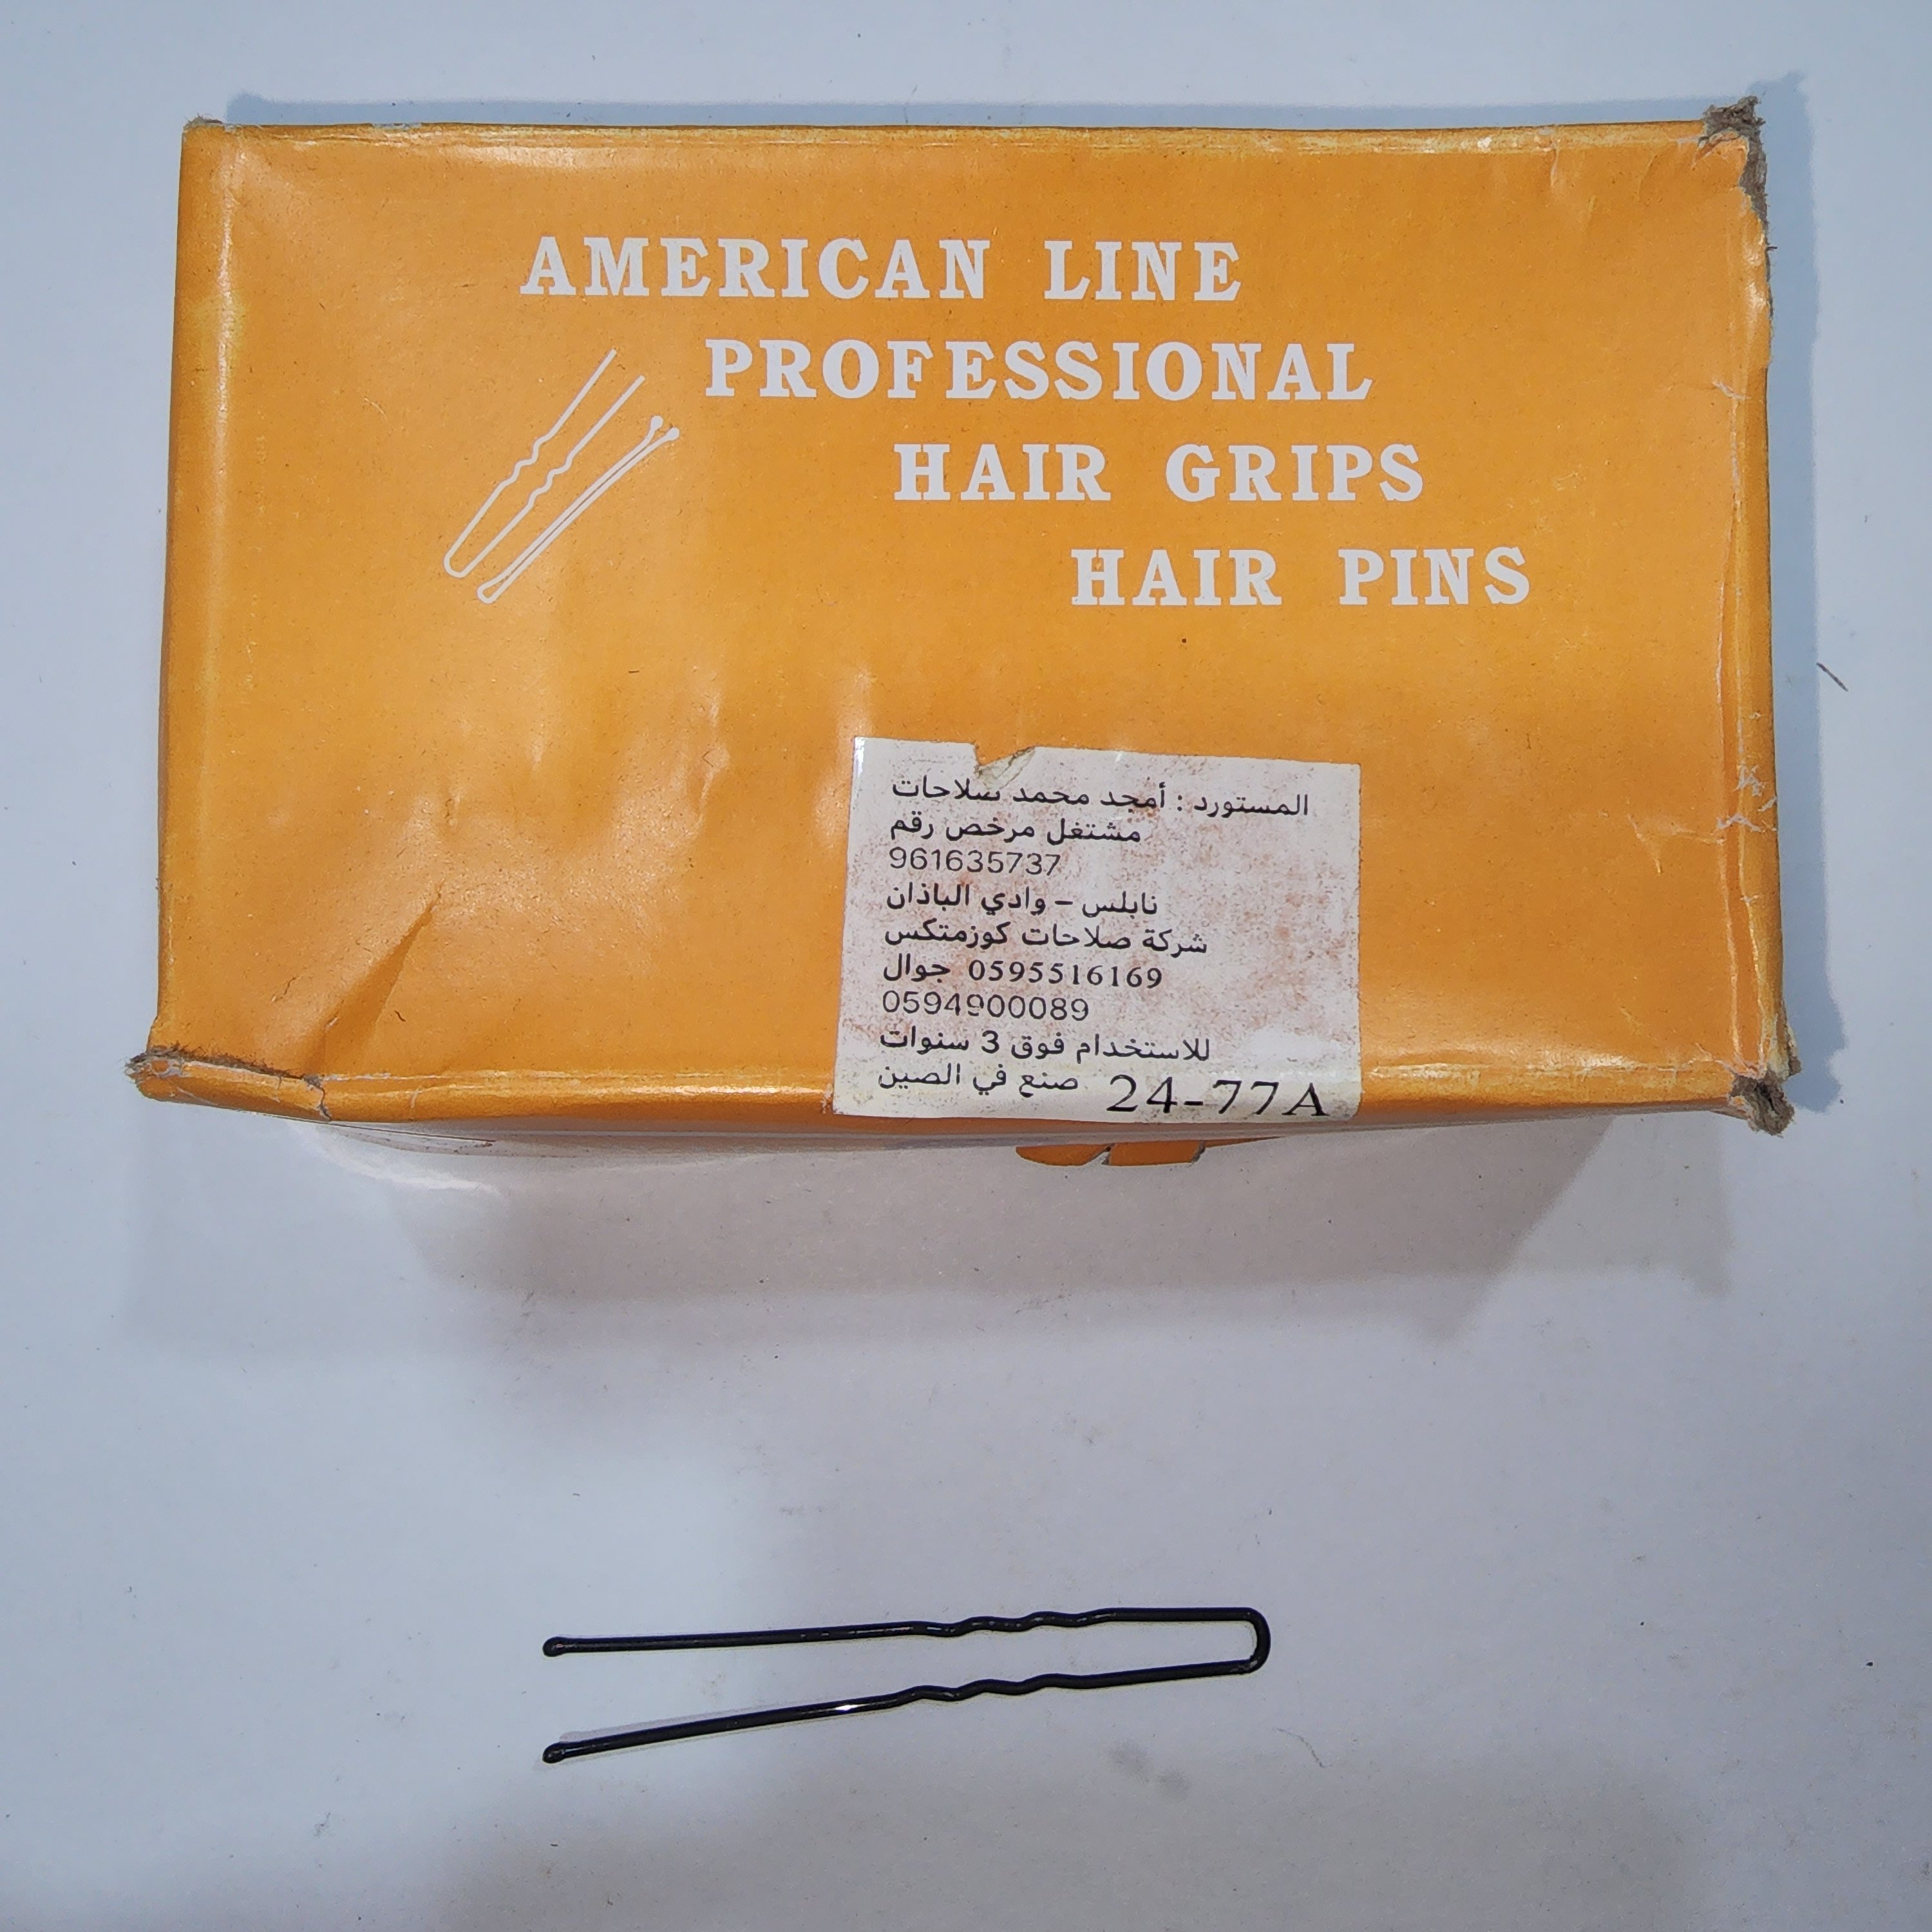 AMERICAN LINE
PROFESSIONAL
HAIR GRIPS
HAIR PINS
المستورد : أمجد محمد سلاحات
مشتغل مرخص رقم
961635737
نابلس – وادي الباذان
شركة صلاحات كوزمتكس
0595516169 جوال
0594900089
للاستخدام فوق 3 سنوات
صنع في الصين 24-77A